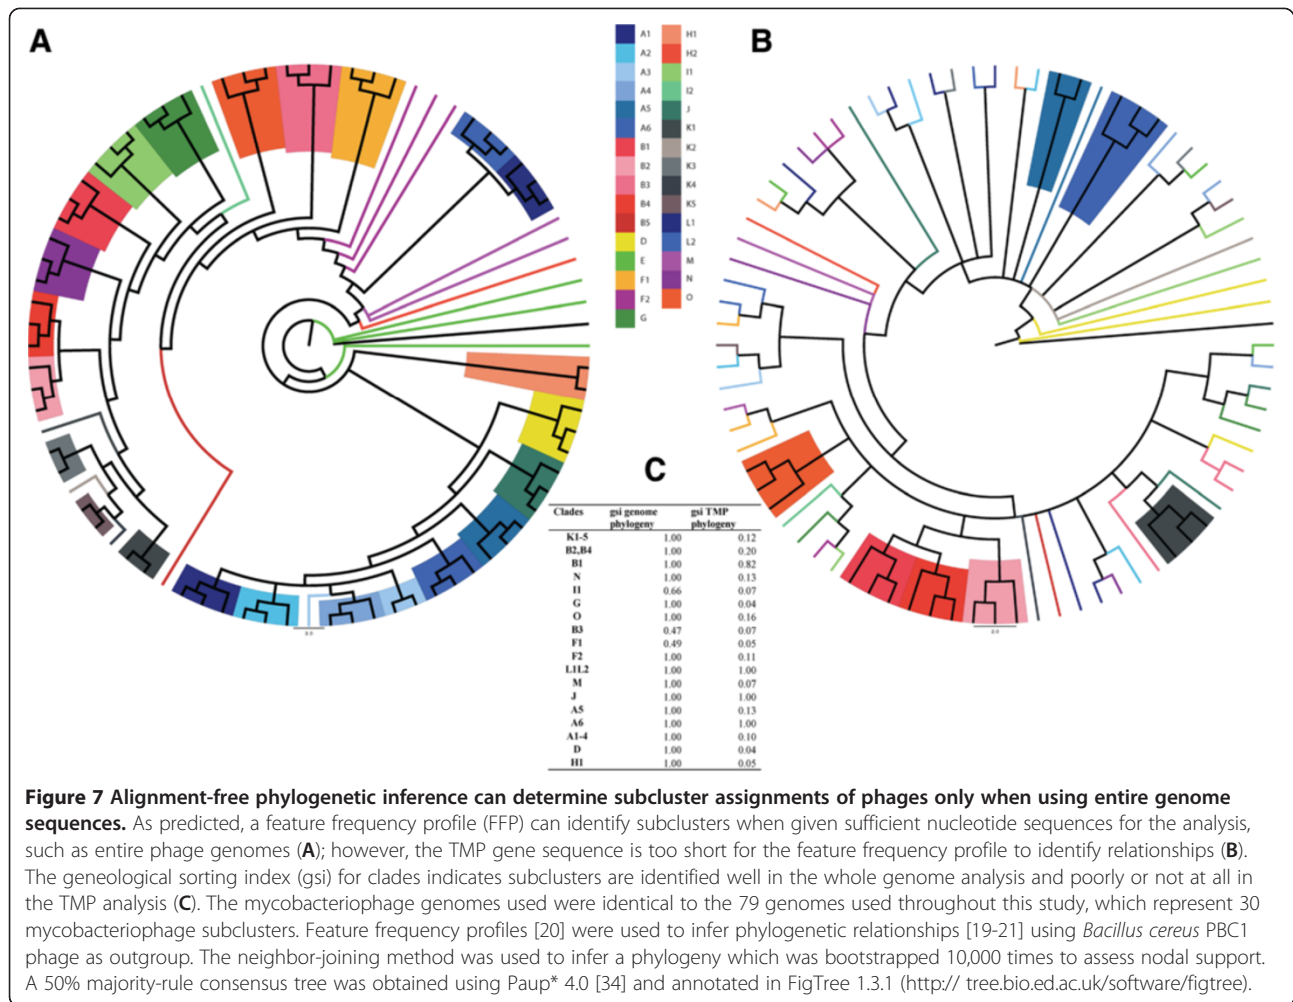 A
B
A1
A2
A3
A4
A5
A6
B1
B2
B3
B4
B5
D
E
F1
F2
G
H1
H2
I1
I2
J
K1
K2
K3
K4
K5
L1
L2
M
N
O
2.0
C
Clades gsi genome phylogeny gsi TMP phylogeny
K1-5 1.00 0.12
B2,B4 1.00 0.20
B1 1.00 0.82
N 1.00 0.13
I1 0.66 0.07
G 1.00 0.04
O 1.00 0.16
B3 0.47 0.07
F1 0.49 0.05
F2 1.00 0.11
L1L2 1.00 1.00
M 1.00 0.07
J 1.00 1.00
A5 1.00 0.13
A6 1.00 1.00
A1-4 1.00 0.10
D 1.00 0.04
H1 1.00 0.05
Figure 7 Alignment-free phylogenetic inference can determine subcluster assignments of phages only when using entire genome
sequences. As predicted, a feature frequency profile (FFP) can identify subclusters when given sufficient nucleotide sequences for the analysis,
such as entire phage genomes (A); however, the TMP gene sequence is too short for the feature frequency profile to identify relationships (B).
The geneological sorting index (gsi) for clades indicates subclusters are identified well in the whole genome analysis and poorly or not at all in
the TMP analysis (C). The mycobacteriophage genomes used were identical to the 79 genomes used throughout this study, which represent 30
mycobacteriophage subclusters. Feature frequency profiles [20] were used to infer phylogenetic relationships [19-21] using Bacillus cereus PBC1
phage as outgroup. The neighbor-joining method was used to infer a phylogeny which was bootstrapped 10,000 times to assess nodal support.
A 50% majority-rule consensus tree was obtained using Paup* 4.0 [34] and annotated in FigTree 1.3.1 (http:// tree.bio.ed.ac.uk/software/figtree).